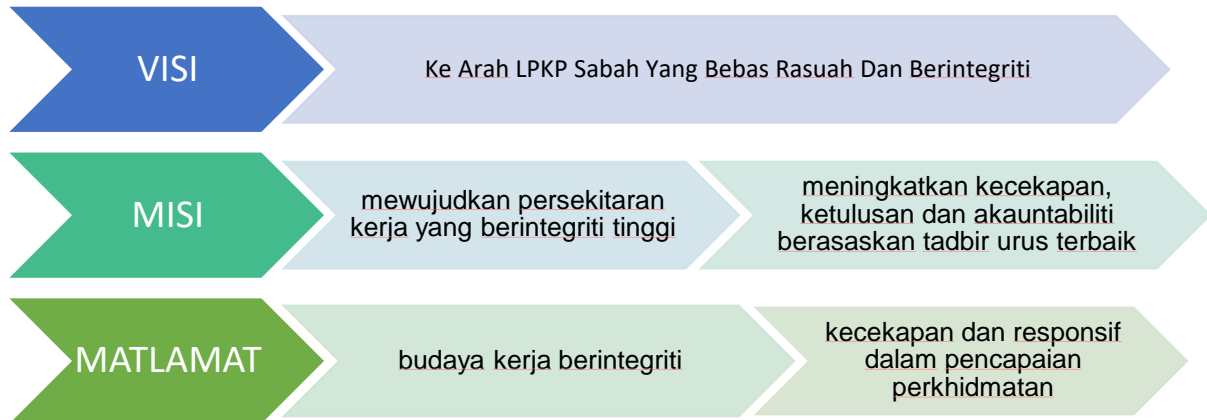 VISI
Ke Arah LPKP Sabah Yang Bebas Rasuah Dan Berintegriti
MISI
mewujudkan persekitaran
kerja yang berintegriti tinggi
meningkatkan kecekapan,
ketulusan dan akauntabiliti
berasaskan tadbir urus terbaik
MATLAMAT
budaya kerja berintegriti
kecekapan dan responsif
dalam pencapaian
perkhidmatan